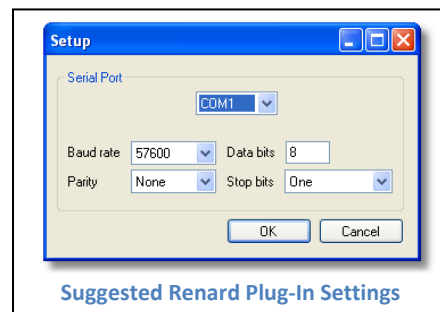 Setup
Serial Port
COM1
Baud rate 57600 Data bits 8
Parity None Stop bits One
OK Cancel
Suggested Renard Plug-In Settings